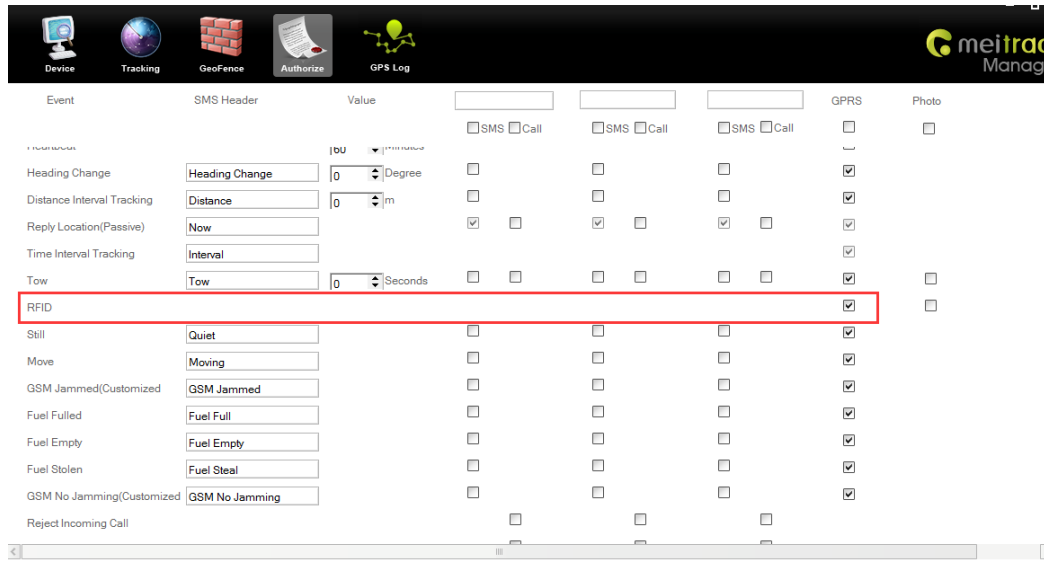 Device Tracking GeoFence Authorize GPS Log
meitrac
Manag
Event SMS Header Value GPRS Photo
SMS Call SMS Call SMS Call
Heartbeat 60 Minutes
Heading Change Heading Change 0 Degree
Distance Interval Tracking Distance 0 m
Reply Location(Passive) Now
Time Interval Tracking Interval
Tow Tow 0 Seconds
RFID
Still Quiet
Move Moving
GSM Jammed(Customized GSM Jammed
Fuel Fulled Fuel Full
Fuel Empty Fuel Empty
Fuel Stolen Fuel Steal
GSM No Jamming(Customized GSM No Jamming
Reject Incoming Call